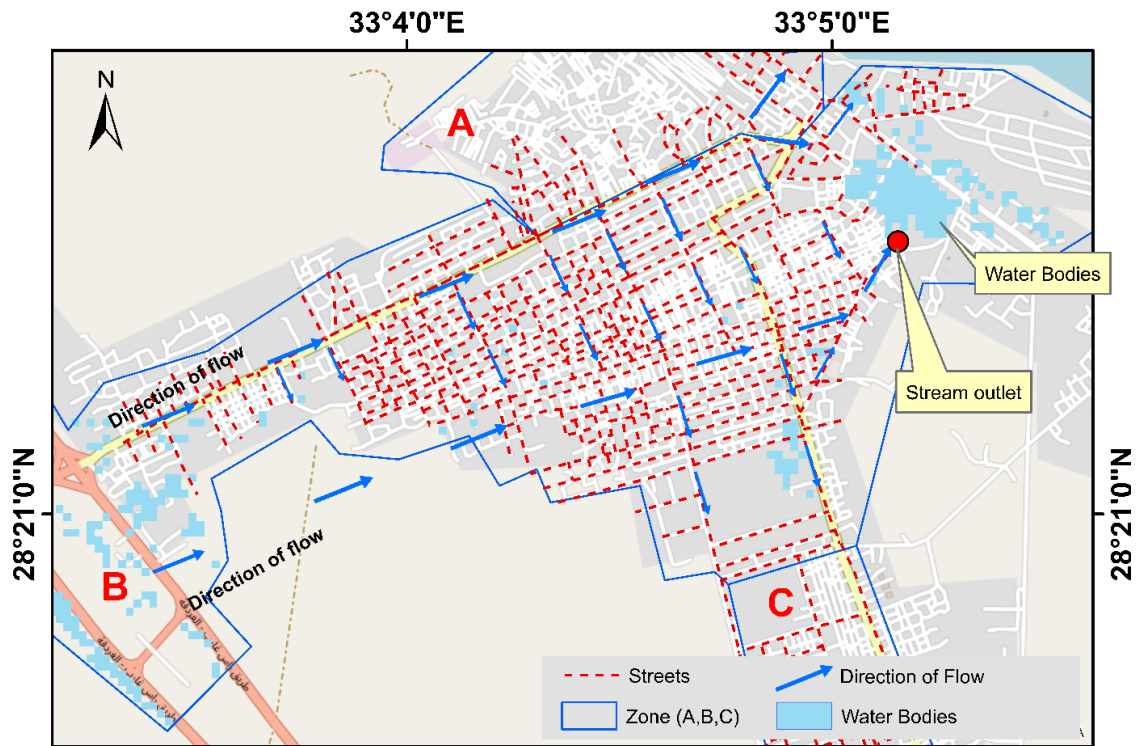 33°4'0"E
33°5'0"E
N
A
Water Bodies
Direction of flow
Stream outlet
28°21'0"N
28°21'0"N
Direction of flow
B
C
Streets
Direction of Flow
Zone (A,B,C)
Water Bodies
A